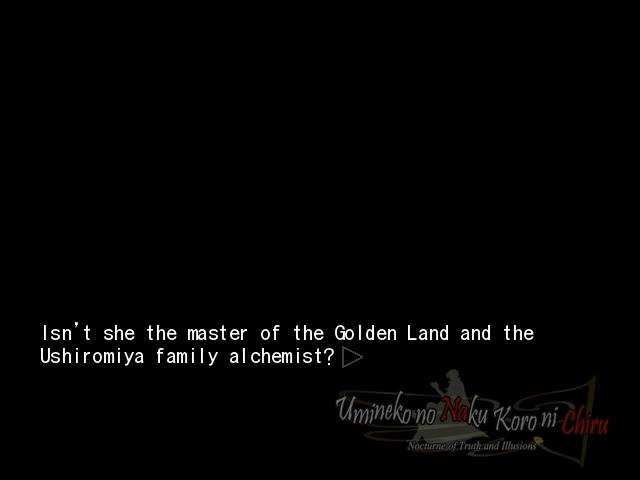 Isn't she the master of the Golden Land and the
Ushiromiya family alchemist?
Umineko no Naku Koro ni Chiru
Nocturne of Truth and Illusions